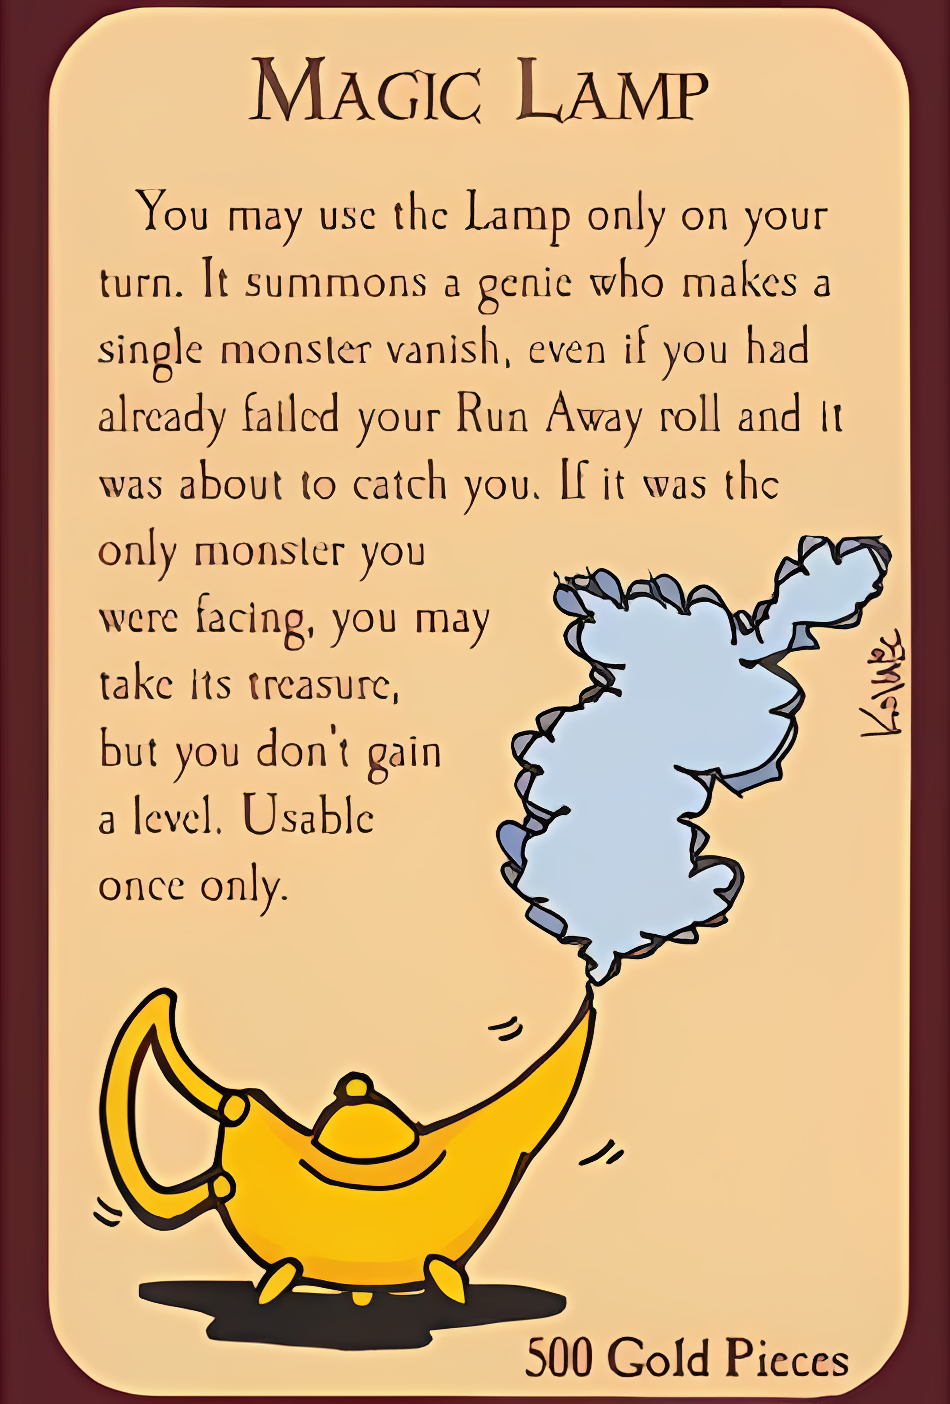 Magic Lamp
You may use the Lamp only on your
turn. It summons a genie who makes a
single monster vanish, even if you had
already failed your Run Away roll and it
was about to catch you. If it was the
only monster you
were facing, you may
take its treasure,
but you don't gain
a level. Usable
once only.
500 Gold Pieces